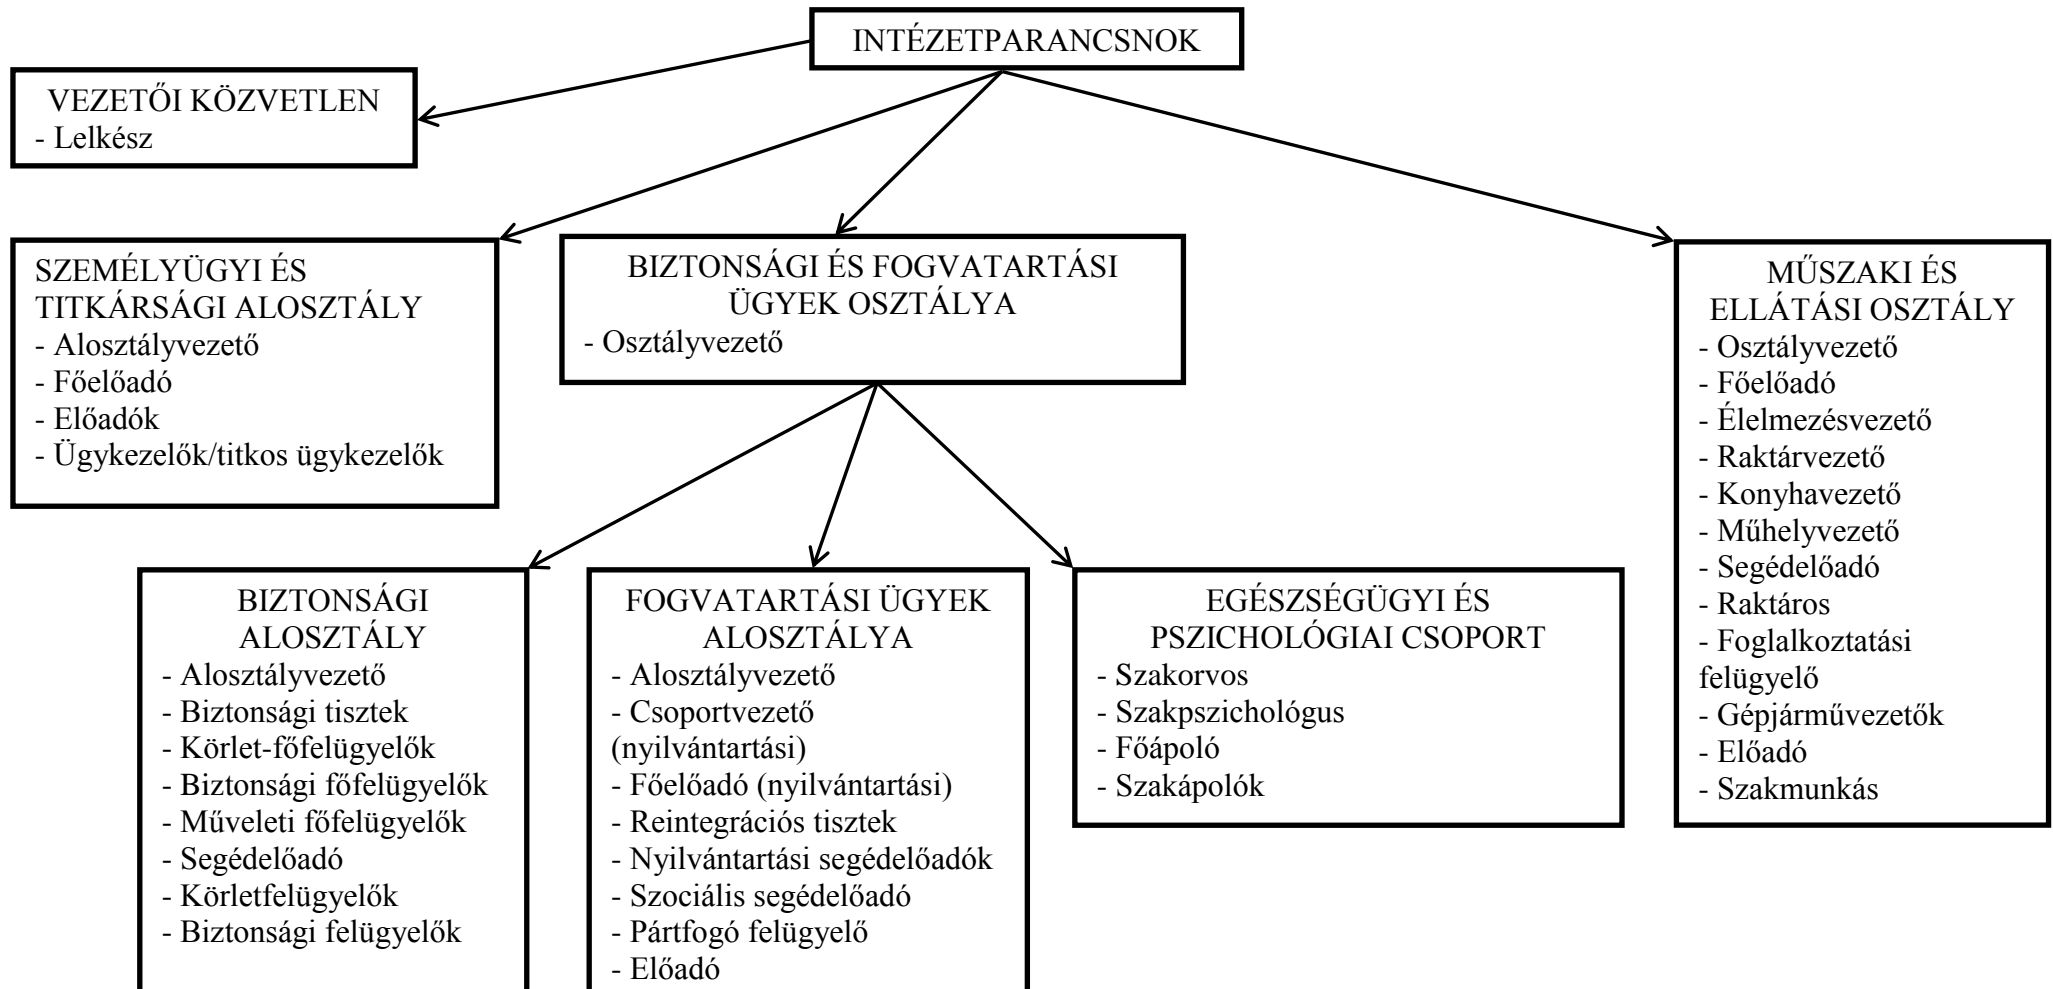 INTÉZETPARANCSNOK
VEZETŐI KÖZVETLEN
- Lelkész
SZEMÉLYÜGYI ÉS
TITKÁRSÁGI ALOSZTÁLY
- Alosztályvezető
- Főelőadó
- Előadók
- Ügykezelők/titkos ügykezelők
BIZTONSÁGI ÉS FOGVATARTÁSI
ÜGYEK OSZTÁLYA
- Osztályvezető
MŰSZAKI ÉS
ELLÁTÁSI OSZTÁLY
- Osztályvezető
- Főelőadó
- Élelmezésvezető
- Raktárvezető
- Konyhavezető
- Műhelyvezető
- Segédelőadó
- Raktáros
- Foglalkoztatási
felügyelő
- Gépjárművezetők
- Előadó
- Szakmunkás
BIZTONSÁGI
ALOSZTÁLY
- Alosztályvezető
- Biztonsági tisztek
- Körlet-főfelügyelők
- Biztonsági főfelügyelők
- Műveleti főfelügyelők
- Segédelőadó
- Körletfelügyelők
- Biztonsági felügyelők
FOGVATARTÁSI ÜGYEK
ALOSZTÁLYA
- Alosztályvezető
- Csoportvezető
(nyilvántartási)
- Főelőadó (nyilvántartási)
- Reintegrációs tisztek
- Nyilvántartási segédelőadók
- Szociális segédelőadó
- Pártfogó felügyelő
- Előadó
EGÉSZSÉGÜGYI ÉS
PSZICHOLÓGIAI CSOPORT
- Szakorvos
- Szakpszichológus
- Főápoló
- Szakápolók